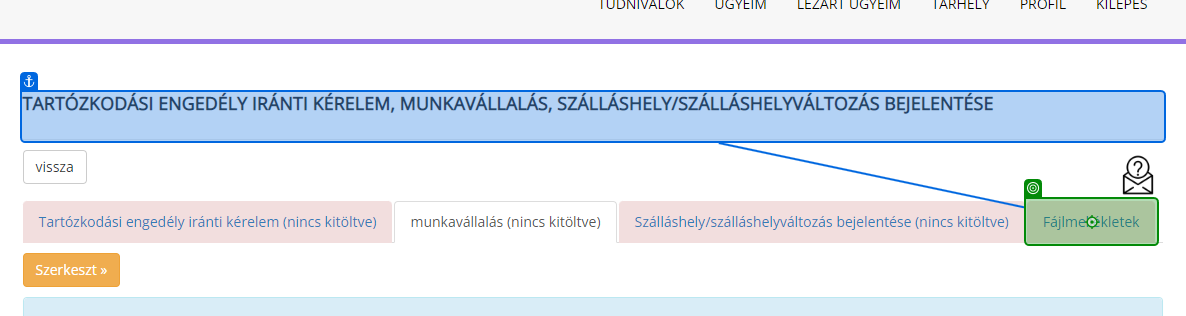 TUDNIVALÓK ÜGYEIM LEZÁRT ÜGYEIM TÁRHELY PROFIL KILÉPÉS
TARTÓZKODÁSI ENGEDÉLY IRÁNTI KÉRELEM, MUNKAVÁLLALÁS, SZÁLLÁSHELY/SZÁLLÁSHELYVÁLTOZÁS BEJELENTÉSE
vissza
Tartózkodási engedély iránti kérelem (nincs kitöltve) munkavállalás (nincs kitöltve) Szálláshely/szálláshelyváltozás bejelentése (nincs kitöltve) Fájlmellékletek
Szerkeszt »